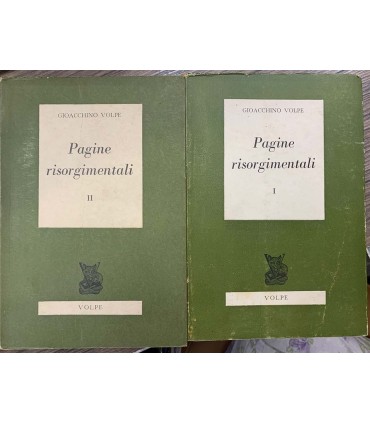 GIOACCHINO VOLPE
Pagine
risorgimentali
II
VOLPE
GIOACCHINO VOLPE
Pagine
risorgimentali
I
VOLPE